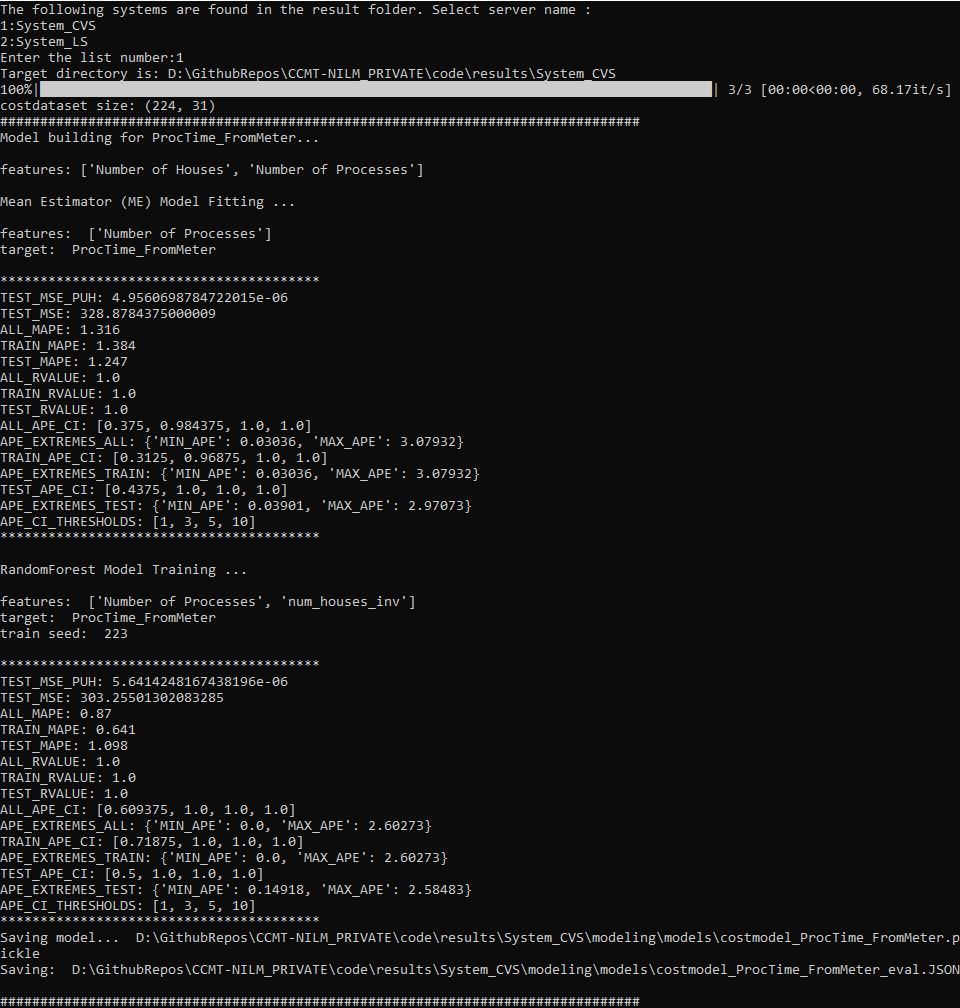 The following systems are found in the result folder. Select server name :
1:System_CVS
2:System_LS
Enter the list number:1
Target directory is: D:\GithubRepos\CCMT-NILM_PRIVATE\code\results\System_CVS
100%|██████████████████████████████████████████████████████████████████████████████████| 3/3 [00:00<00:00, 68.17it/s]
costdataset size: (224, 31)
################################################################################
Model building for ProcTime_FromMeter...
features: ['Number of Houses', 'Number of Processes']
Mean Estimator (ME) Model Fitting ...
features:  ['Number of Processes']
target:  ProcTime_FromMeter
****************************************
TEST_MSE_PUH: 4.9560698784722015e-06
TEST_MSE: 328.8784375000009
ALL_MAPE: 1.316
TRAIN_MAPE: 1.384
TEST_MAPE: 1.247
ALL_RVALUE: 1.0
TRAIN_RVALUE: 1.0
TEST_RVALUE: 1.0
ALL_APE_CI: [0.375, 0.984375, 1.0, 1.0]
APE_EXTREMES_ALL: {'MIN_APE': 0.03036, 'MAX_APE': 3.07932}
TRAIN_APE_CI: [0.3125, 0.96875, 1.0, 1.0]
APE_EXTREMES_TRAIN: {'MIN_APE': 0.03036, 'MAX_APE': 3.07932}
TEST_APE_CI: [0.4375, 1.0, 1.0, 1.0]
APE_EXTREMES_TEST: {'MIN_APE': 0.03901, 'MAX_APE': 2.97073}
APE_CI_THRESHOLDS: [1, 3, 5, 10]
****************************************
RandomForest Model Training ...
features:  ['Number of Processes', 'num_houses_inv']
target:  ProcTime_FromMeter
train seed:  223
****************************************
TEST_MSE_PUH: 5.6414248167438196e-06
TEST_MSE: 303.25501302083285
ALL_MAPE: 0.87
TRAIN_MAPE: 0.641
TEST_MAPE: 1.098
ALL_RVALUE: 1.0
TRAIN_RVALUE: 1.0
TEST_RVALUE: 1.0
ALL_APE_CI: [0.609375, 1.0, 1.0, 1.0]
APE_EXTREMES_ALL: {'MIN_APE': 0.0, 'MAX_APE': 2.60273}
TRAIN_APE_CI: [0.71875, 1.0, 1.0, 1.0]
APE_EXTREMES_TRAIN: {'MIN_APE': 0.0, 'MAX_APE': 2.60273}
TEST_APE_CI: [0.5, 1.0, 1.0, 1.0]
APE_EXTREMES_TEST: {'MIN_APE': 0.14918, 'MAX_APE': 2.58483}
APE_CI_THRESHOLDS: [1, 3, 5, 10]
****************************************
Saving model...  D:\GithubRepos\CCMT-NILM_PRIVATE\code\results\System_CVS\modeling\models\costmodel_ProcTime_FromMeter.p
ickle
Saving:  D:\GithubRepos\CCMT-NILM_PRIVATE\code\results\System_CVS\modeling\models\costmodel_ProcTime_FromMeter_eval.JSON
################################################################################